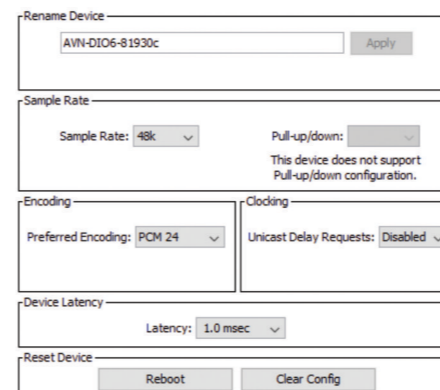 Rename Device
AVN-DIO6-81930c Apply
Sample Rate
Sample Rate: 48k Pull-up/down:
This device does not support
Pull-up/down configuration.
Encoding Clocking
Preferred Encoding: PCM 24 Unicast Delay Requests: Disabled
Device Latency
Latency: 1.0 msec
Reset Device
Reboot Clear Config